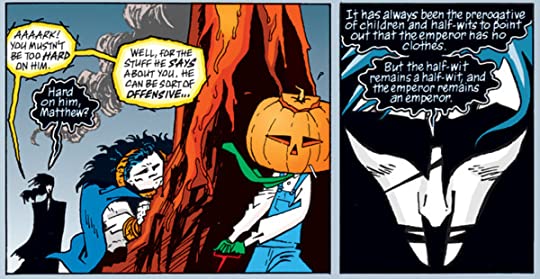 AAAARK!
YOU MUSTN'T
BE TOO HARD
ON HIM.
Hard
on him,
Matthew?
WELL, FOR THE
STUFF HE SAYS
ABOUT YOU. HE
CAN BE SORT OF
OFFENSIVE...
It has always been the prerogative
of children and half-wits to point
out that the emperor has no
clothes.
But the half-wit
remains a half-wit, and
the emperor remains
an emperor.